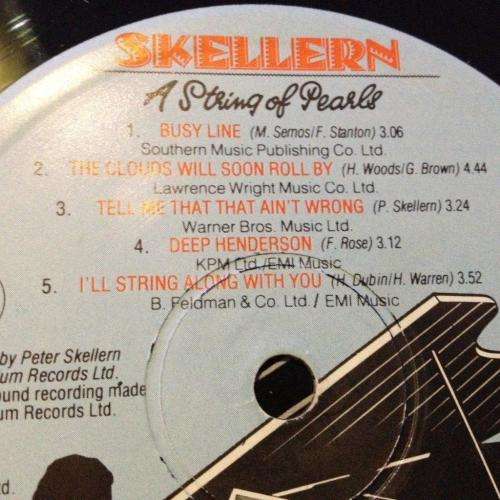 SKELLERN
A String of Pearls
1. BUSY LINE (M. Semos/F. Stanton) 3.06
Southern Music Publishing Co. Ltd.
2. THE CLOUDS WILL SOON ROLL BY (H. Woods/G. Brown) 4.44
Lawrence Wright Music Co. Ltd.
3. TELL ME THAT THAT AIN'T WRONG (P. Skellern) 3.24
Warner Bros. Music Ltd.
4. DEEP HENDERSON (F. Rose) 3.12
KPM Ltd./EMI Music
5. I'LL STRING ALONG WITH YOU (H. Dubin/H. Warren) 3.52
B. Feldman & Co. Ltd. / EMI Music
by Peter Skellern
um Records Ltd.
ound recording made
um Records Ltd.
d.